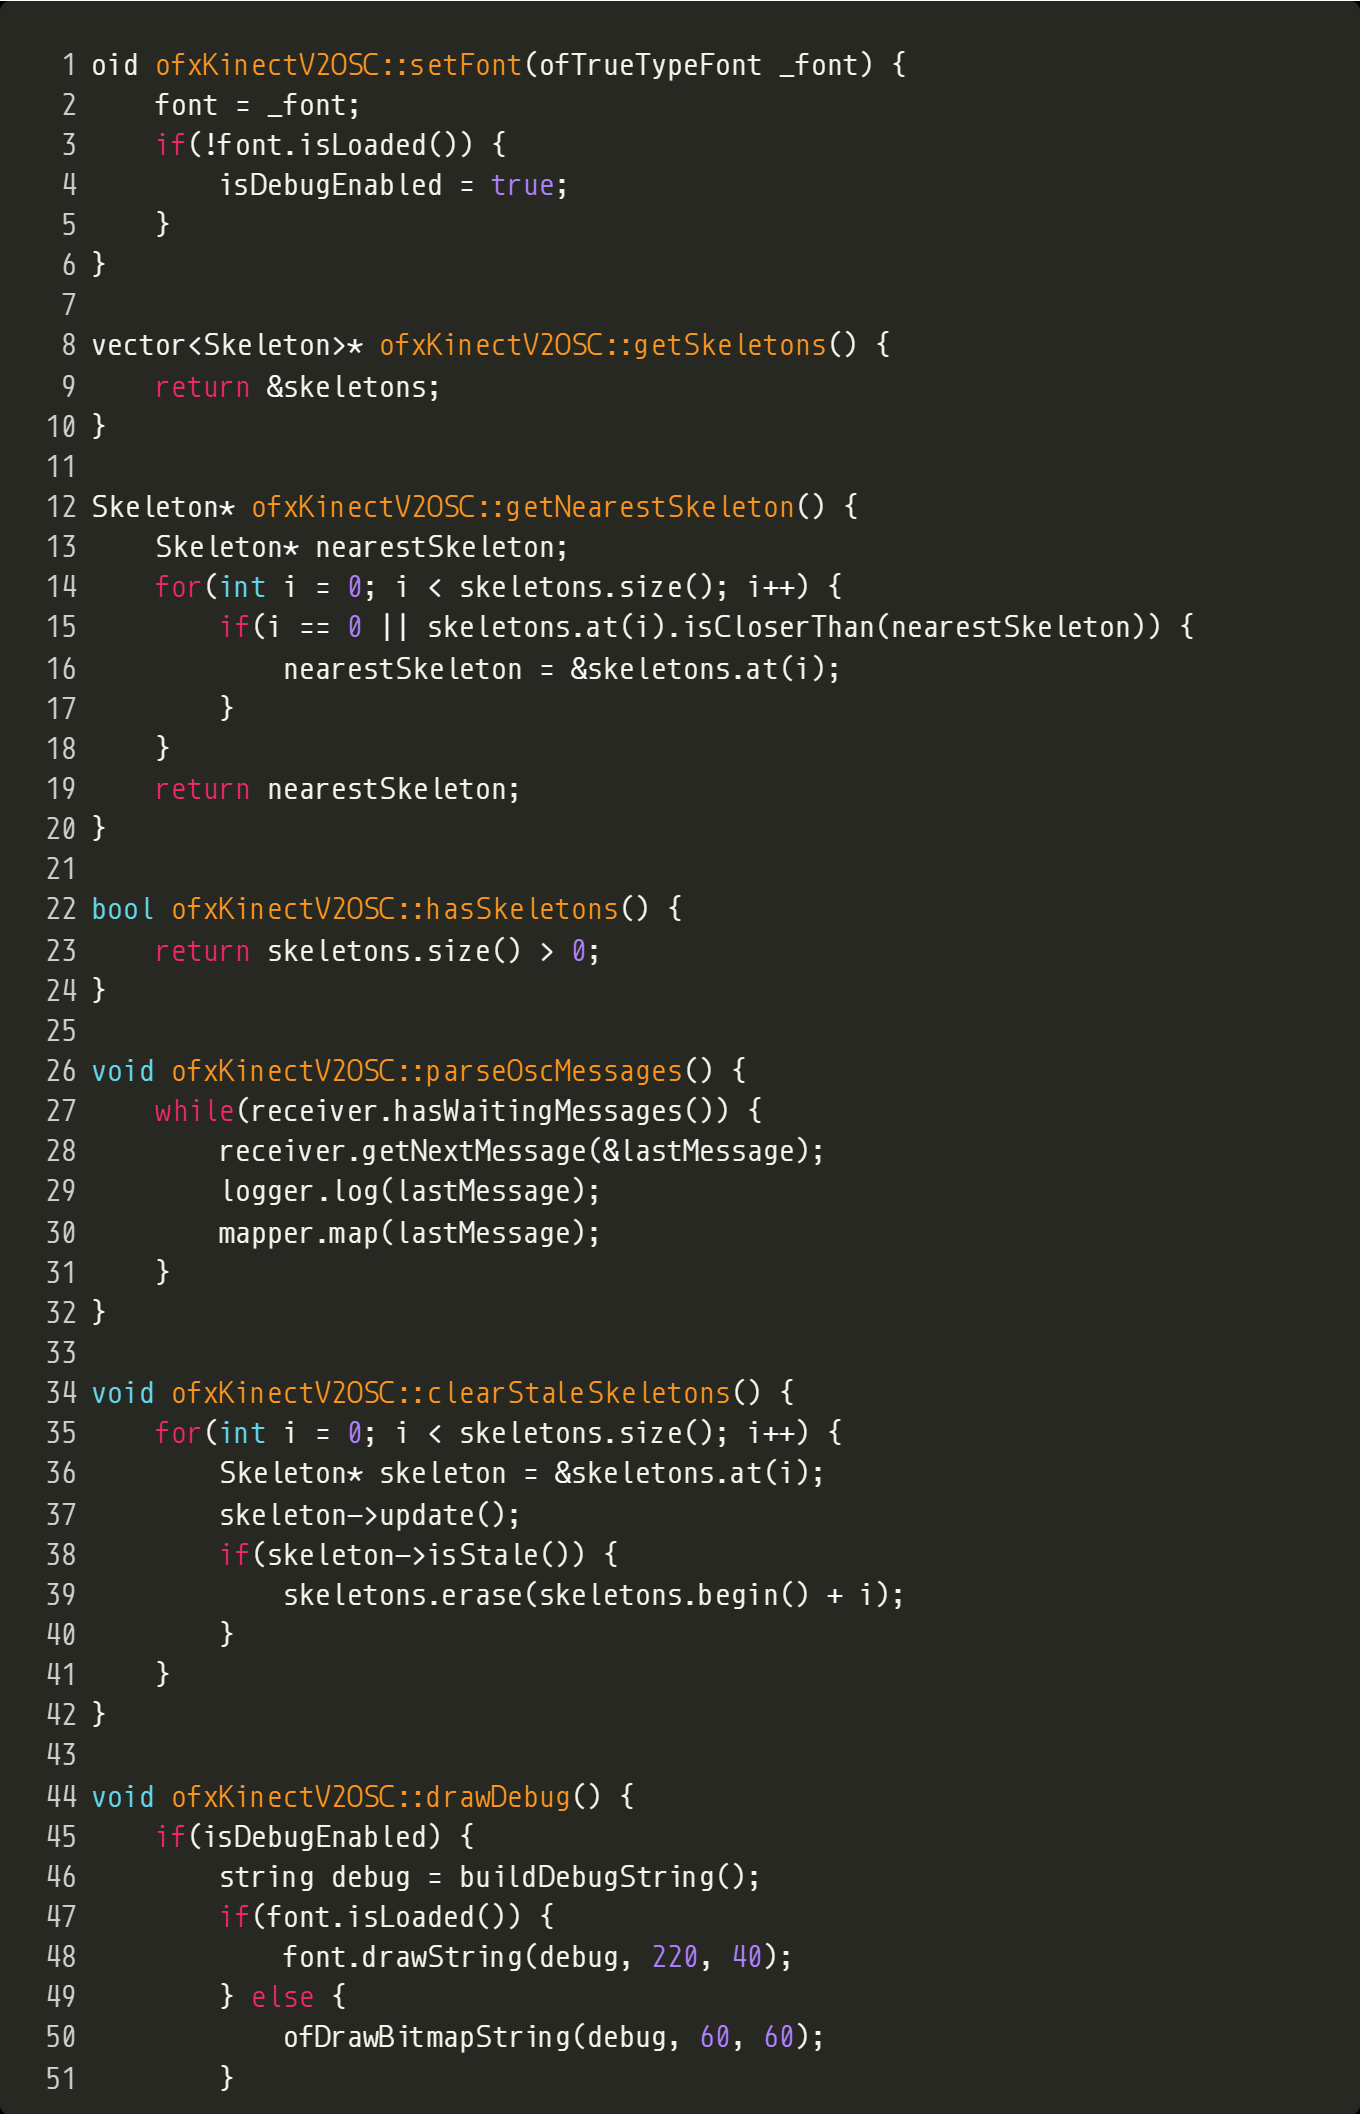 1 oid ofxKinectV2OSC::setFont(ofTrueTypeFont _font) {
2     font = _font;
3     if(!font.isLoaded()) {
4         isDebugEnabled = true;
5     }
6 }
7
8 vector<Skeleton>* ofxKinectV2OSC::getSkeletons() {
9     return &skeletons;
10 }
11
12 Skeleton* ofxKinectV2OSC::getNearestSkeleton() {
13     Skeleton* nearestSkeleton;
14     for(int i = 0; i < skeletons.size(); i++) {
15         if(i == 0 || skeletons.at(i).isCloserThan(nearestSkeleton)) {
16             nearestSkeleton = &skeletons.at(i);
17         }
18     }
19     return nearestSkeleton;
20 }
21
22 bool ofxKinectV2OSC::hasSkeletons() {
23     return skeletons.size() > 0;
24 }
25
26 void ofxKinectV2OSC::parseOscMessages() {
27     while(receiver.hasWaitingMessages()) {
28         receiver.getNextMessage(&lastMessage);
29         logger.log(lastMessage);
30         mapper.map(lastMessage);
31     }
32 }
33
34 void ofxKinectV2OSC::clearStaleSkeletons() {
35     for(int i = 0; i < skeletons.size(); i++) {
36         Skeleton* skeleton = &skeletons.at(i);
37         skeleton->update();
38         if(skeleton->isStale()) {
39             skeletons.erase(skeletons.begin() + i);
40         }
41     }
42 }
43
44 void ofxKinectV2OSC::drawDebug() {
45     if(isDebugEnabled) {
46         string debug = buildDebugString();
47         if(font.isLoaded()) {
48             font.drawString(debug, 220, 40);
49         } else {
50             ofDrawBitmapString(debug, 60, 60);
51         }